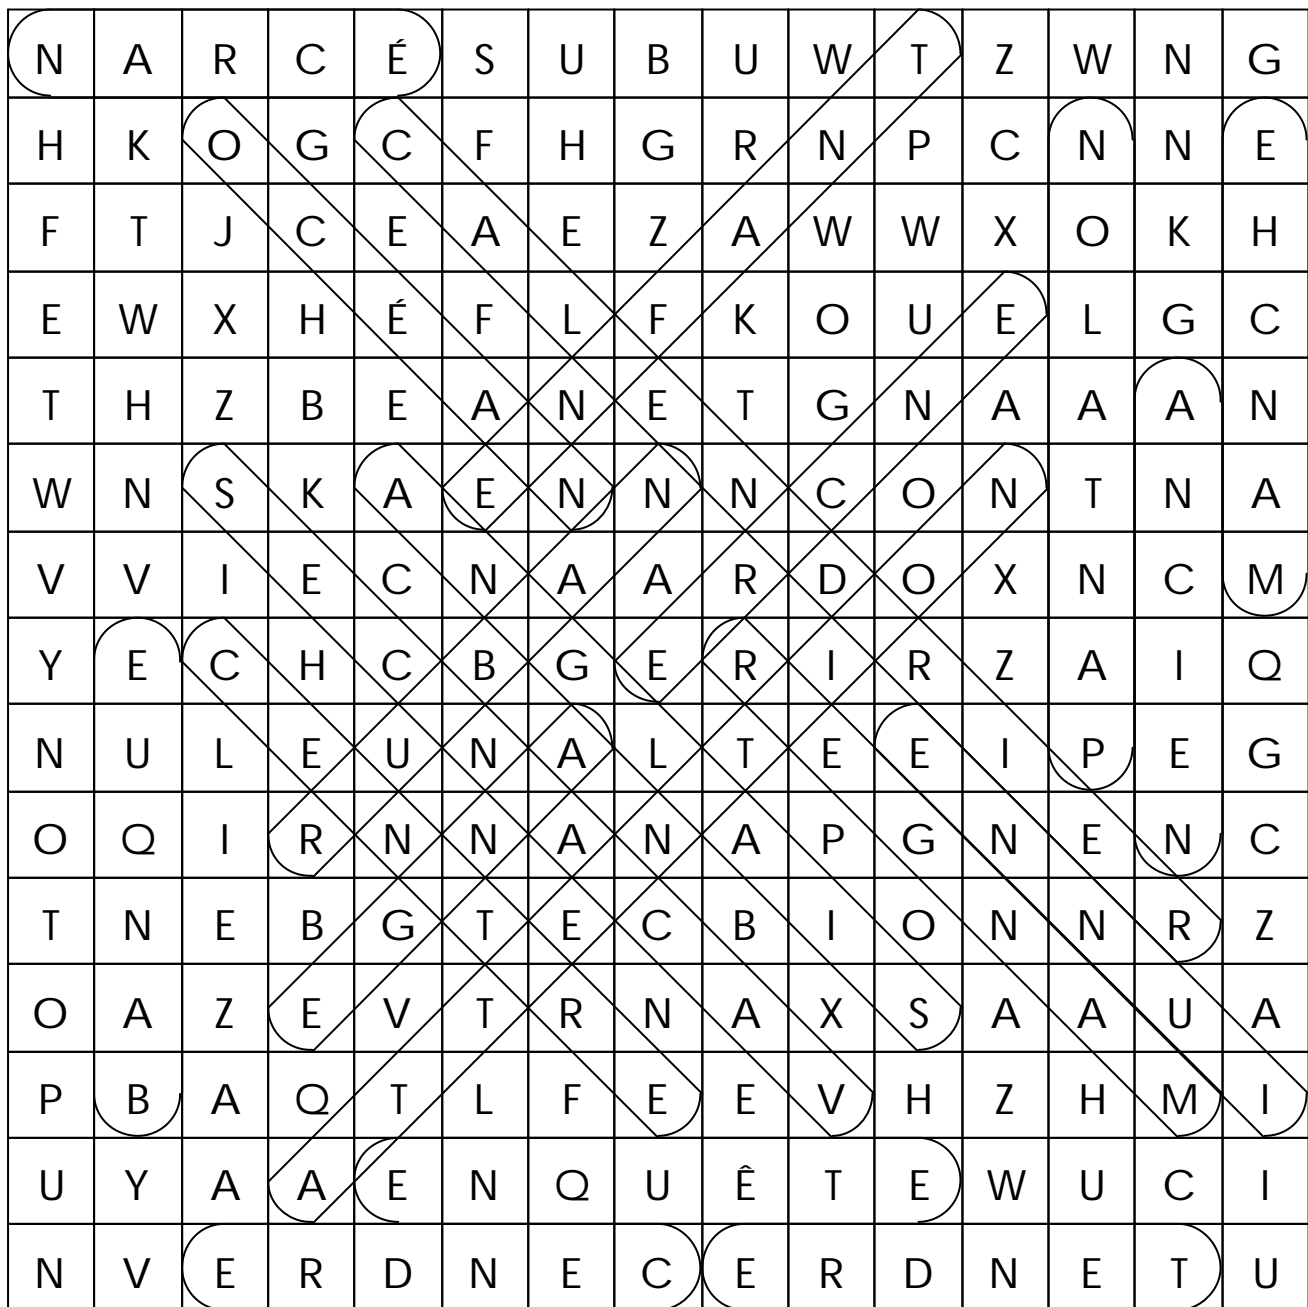 N A R C É S U B U W T Z W N G
H K O G C F H G R N P C N N E
F T J C E A E Z A W W X O K H
E W X H É F L F K O U E L G C
T H Z B E A N E T G N A A A N
W N S K A E N N N C O N T N A
V V I E C N A A R D O X N C M
Y E C H C B G E R I R Z A I Q
N U L E U N A L T E E I P E G
O Q I R N N A N A P G N E N C
T N E B G T E C B I O N N R Z
O A Z E V T R N A X S A A U A
P B A Q T L F E E V H Z H M I
U Y A A E N Q U Ê T E W U C I
N V E R D N E C E R D N E T U